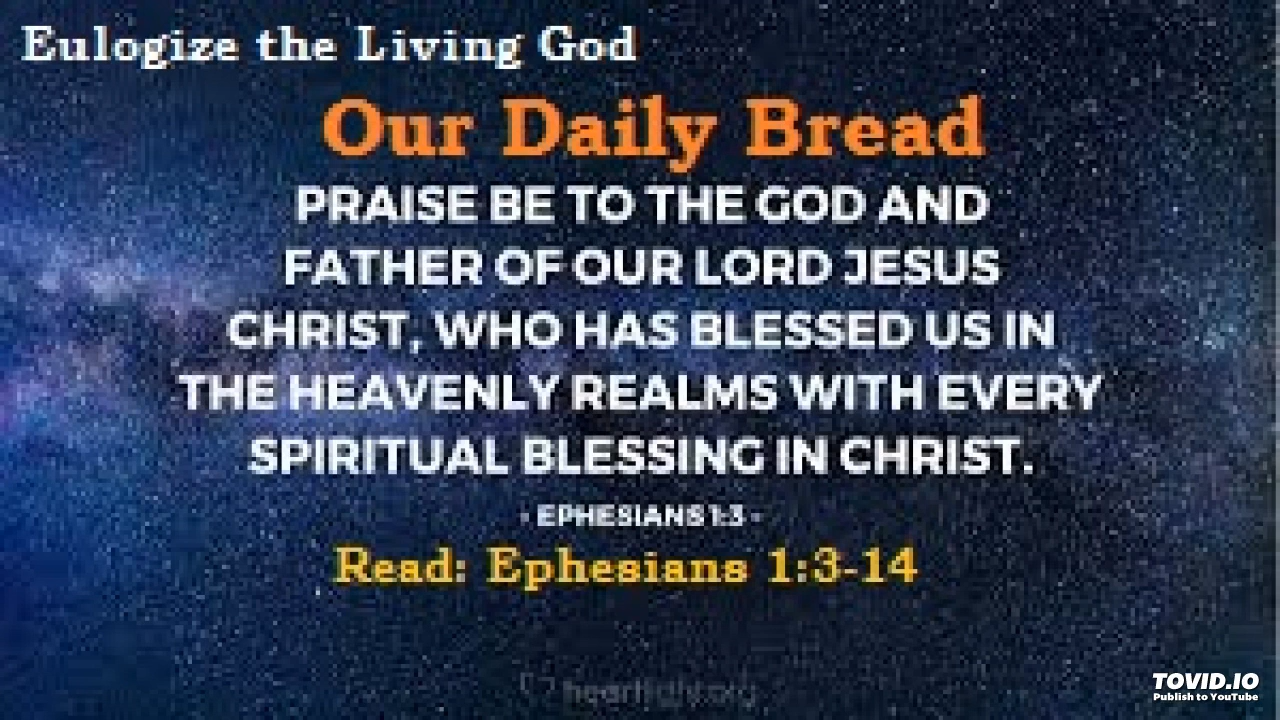 Eulogize the Living God
Our Daily Bread
PRAISE BE TO THE GOD AND
FATHER OF OUR LORD JESUS
CHRIST, WHO HAS BLESSED US IN
THE HEAVENLY REALMS WITH EVERY
SPIRITUAL BLESSING IN CHRIST.
· EPHESIANS 1:3 ·
Read: Ephesians 1:3-14
heartlight.org
TOVID.IO
Publish to YouTube